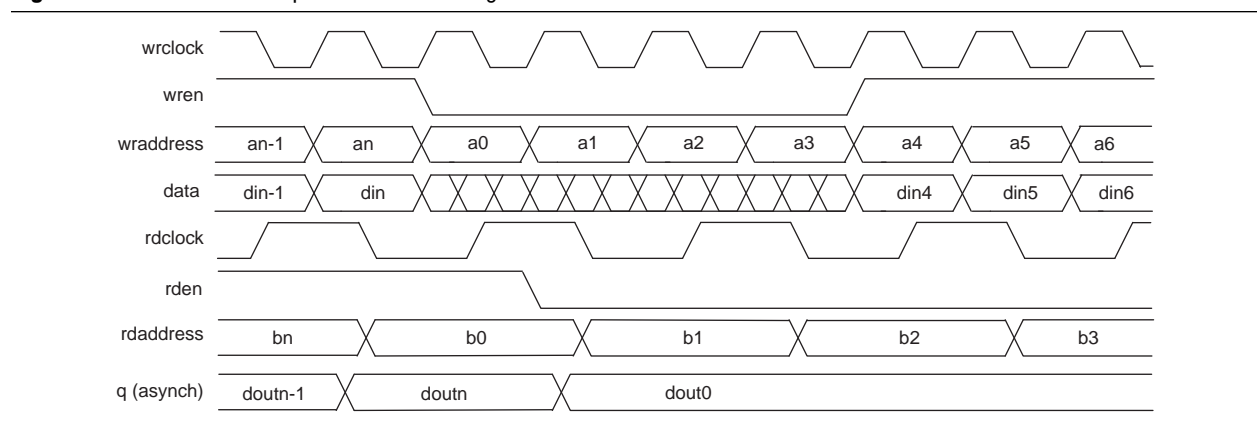 wrclock
wren
wraddress an-1 an a0 a1 a2 a3 a4 a5 a6
data din-1 din din4 din5 din6
rdclock
rden
rdaddress bn b0 b1 b2 b3
q (asynch) doutn-1 doutn dout0